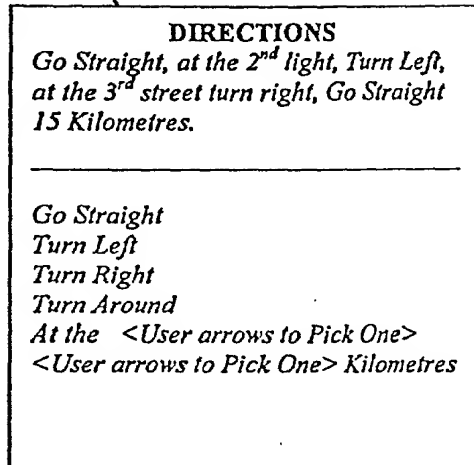 DIRECTIONS
Go Straight, at the 2nd light, Turn Left,
at the 3rd street turn right, Go Straight
15 Kilometres.
Go Straight
Turn Left
Turn Right
Turn Around
At the <User arrows to Pick One>
<User arrows to Pick One> Kilometres